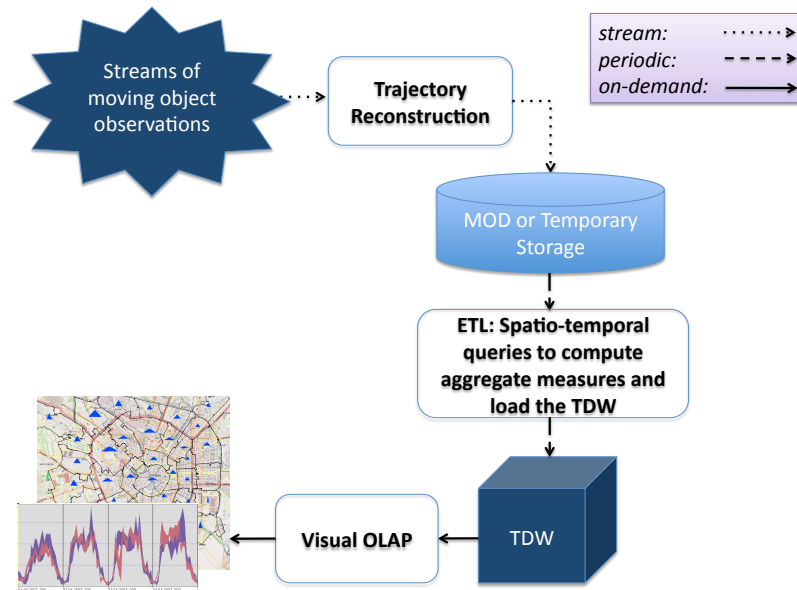 Streams of
moving object
observations
Trajectory
Reconstruction
stream:
periodic:
on-demand:
MOD or Temporary
Storage
ETL: Spatio-temporal
queries to compute
aggregate measures and
load the TDW
TDW
Visual OLAP